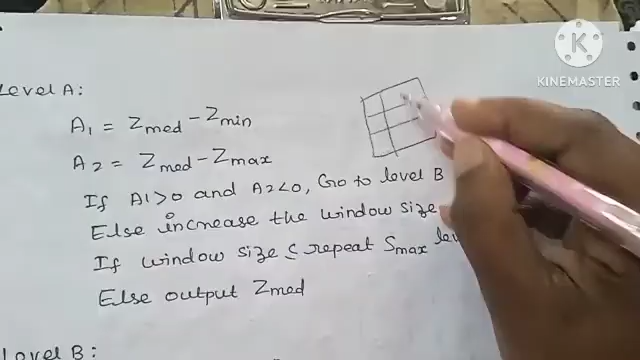 KINEMASTER
Level A:
A1 = Zmed - Zmin
A2 = Zmed - Zmax
If A1>0 and A2<0, Go to level B
Else increase the window size
If window size ≤ repeat Smax
Else output Zmed
Level B: